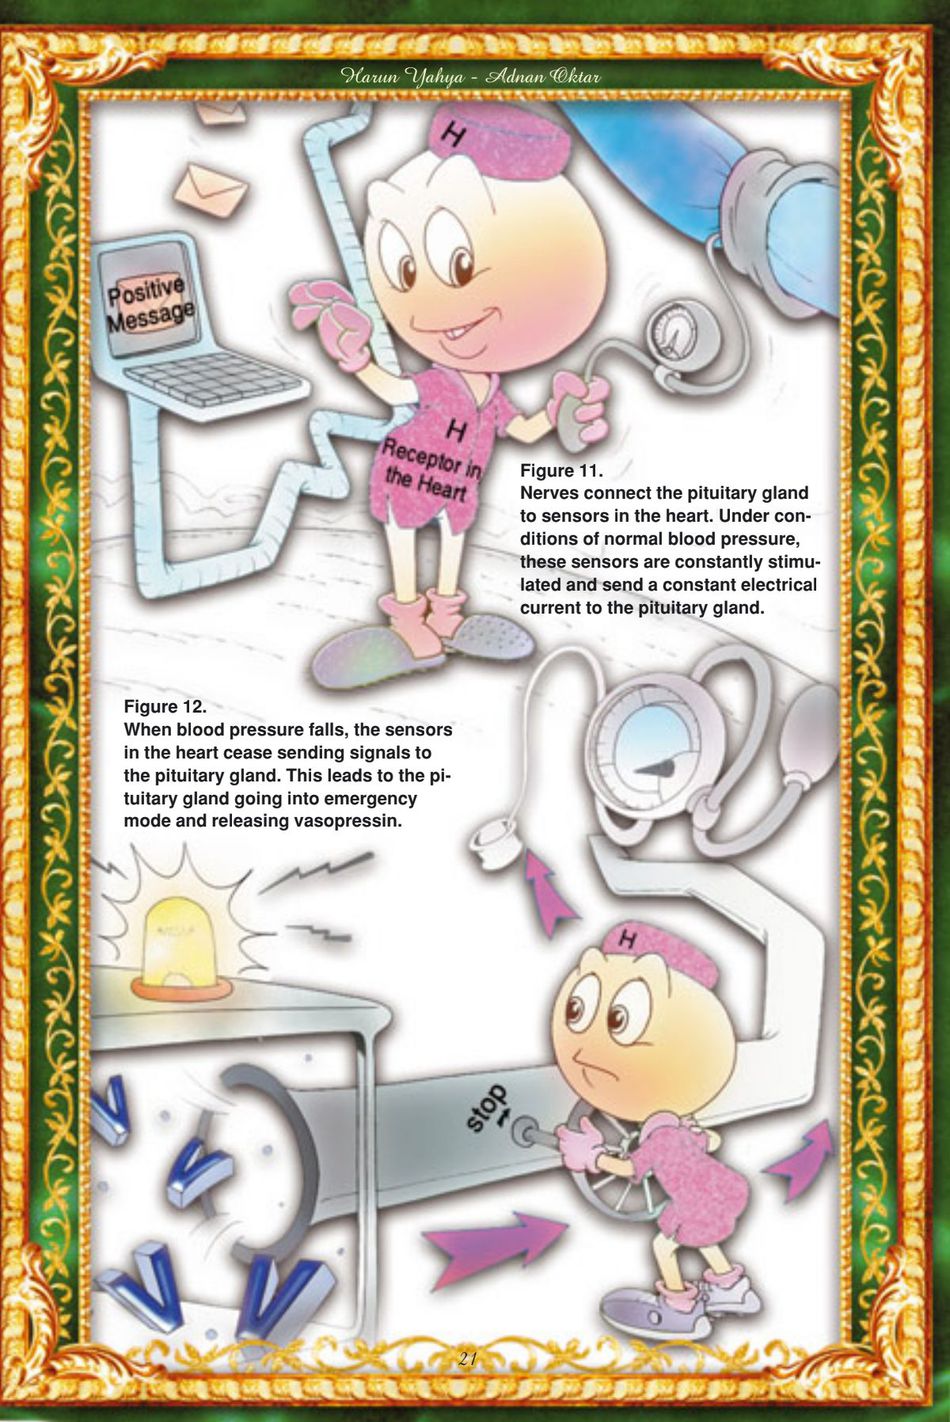 Harun Yahya - Adnan Oktar
H
Positive
Message
H
Receptor in
the Heart
Figure 11.
Nerves connect the pituitary gland
to sensors in the heart. Under con-
ditions of normal blood pressure,
these sensors are constantly stimu-
lated and send a constant electrical
current to the pituitary gland.
Figure 12.
When blood pressure falls, the sensors
in the heart cease sending signals to
the pituitary gland. This leads to the pi-
tuitary gland going into emergency
mode and releasing vasopressin.
H
stop
V
V
V
V
21